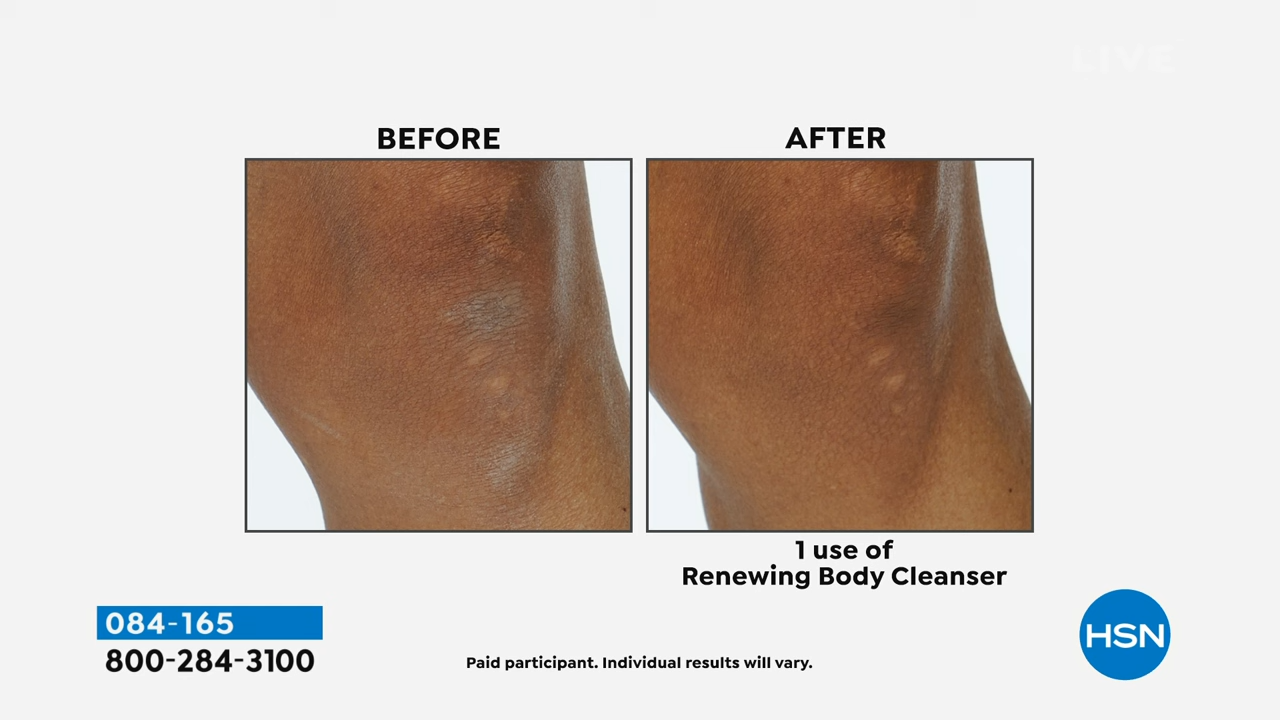 LIVE
BEFORE
AFTER
1 use of
Renewing Body Cleanser
084-165
800-284-3100
Paid participant. Individual results will vary.
HSN